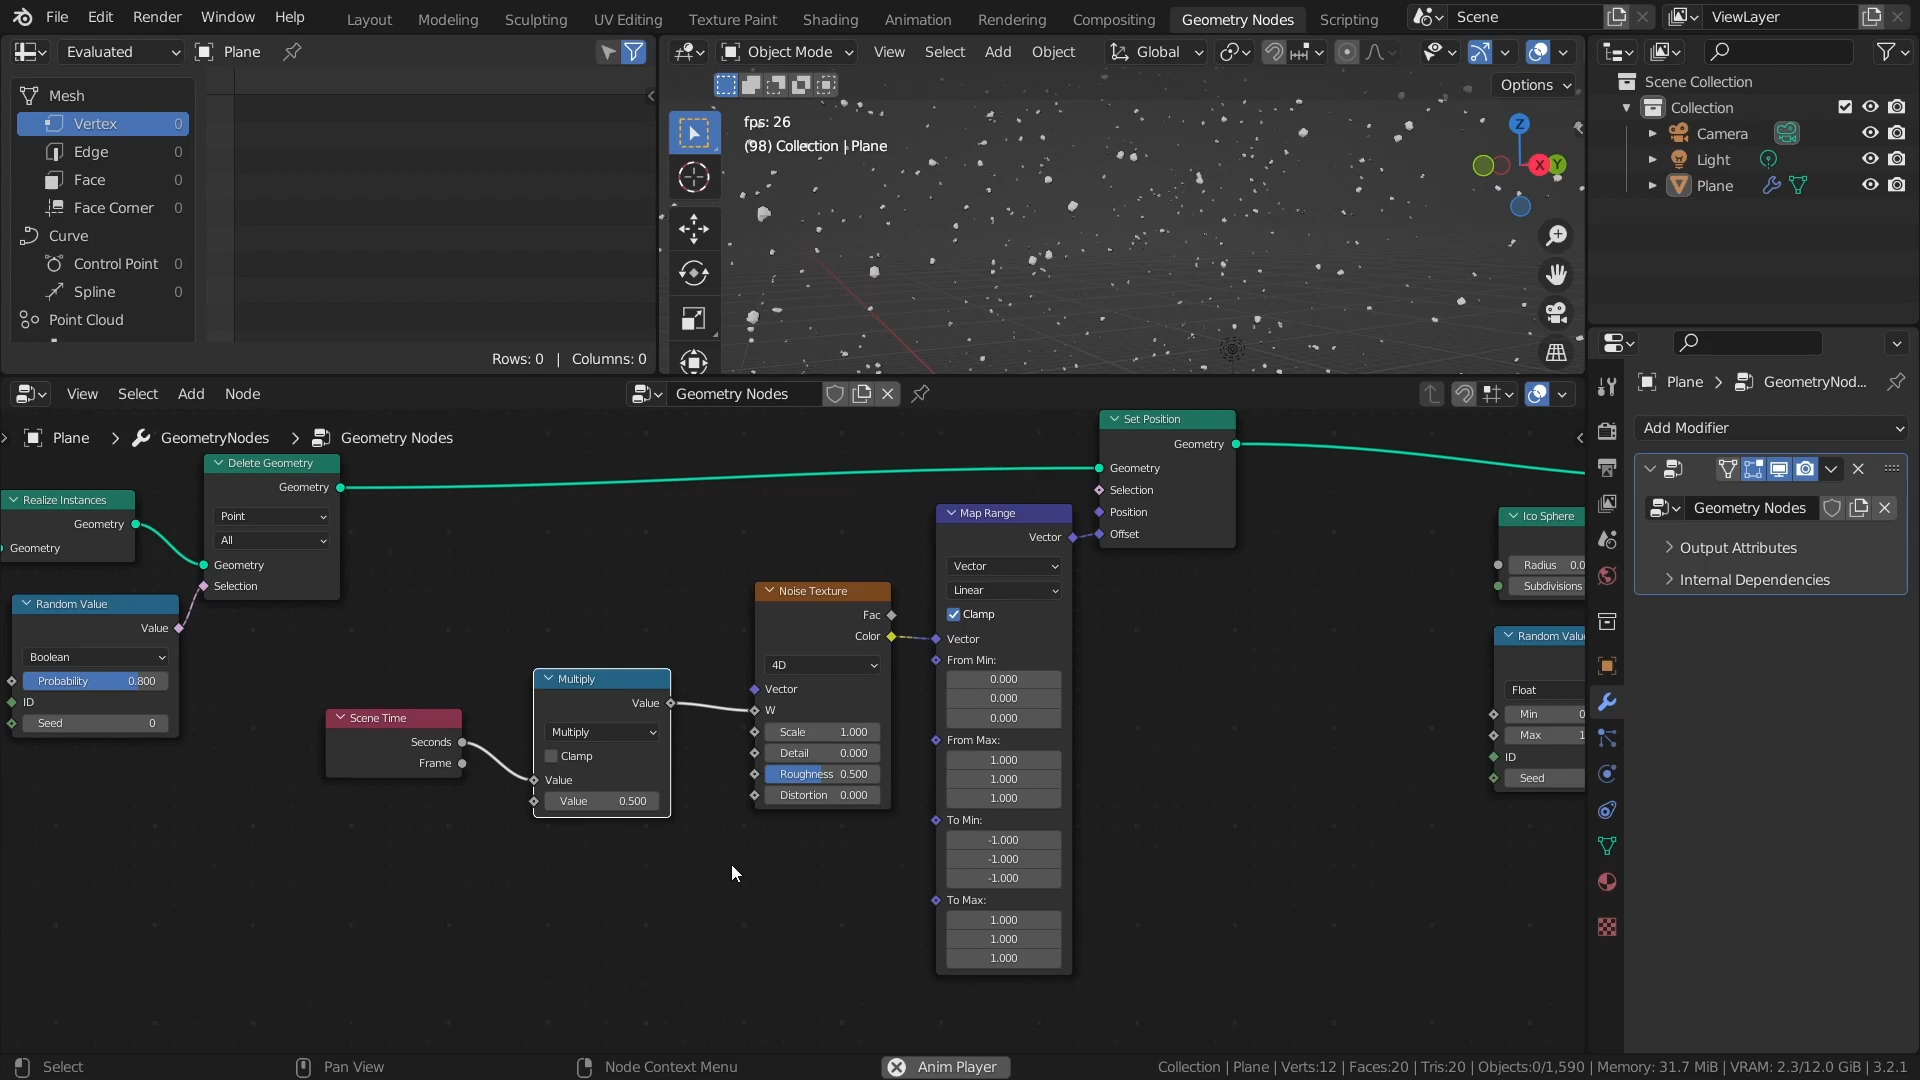 File Edit Render Window Help Layout Modeling Sculpting UV Editing Texture Paint Shading Animation Rendering Compositing Geometry Nodes Scripting Scene ViewLayer
Evaluated Plane
Object Mode View Select Add Object Global
Options
Mesh
Vertex 0
Edge 0
Face 0
Face Corner 0
Curve
Control Point 0
Spline 0
Point Cloud
Rows: 0 | Columns: 0
fps: 26
(98) Collection | Plane
Z
X
Y
Scene Collection
Collection
Camera
Light
Plane
View Select Add Node Geometry Nodes
Plane > GeometryNodes > Geometry Nodes
Realize Instances
Geometry
Geometry
Delete Geometry
Geometry
Point
All
Geometry
Selection
Random Value
Value
Boolean
Probability 0.800
ID
Seed 0
Scene Time
Seconds
Frame
Multiply
Value
Multiply
Clamp
Value
Value 0.500
Noise Texture
Fac
Color
4D
Vector
W
Scale 1.000
Detail 0.000
Roughness 0.500
Distortion 0.000
Map Range
Vector
Vector
Linear
Clamp
Vector
From Min:
0.000
0.000
0.000
From Max:
1.000
1.000
1.000
To Min:
-1.000
-1.000
-1.000
To Max:
1.000
1.000
1.000
Set Position
Geometry
Geometry
Selection
Position
Offset
Ico Sphere
Radius 0.0
Subdivisions
Random Valu
Float
Min 0
Max 1
ID
Seed
Plane > GeometryNod...
Add Modifier
Geometry Nodes
Output Attributes
Internal Dependencies
Select Pan View Node Context Menu Anim Player Collection | Plane | Verts:12 | Faces:20 | Tris:20 | Objects:0/1,590 | Memory: 31.7 MiB | VRAM: 2.3/12.0 GiB | 3.2.1